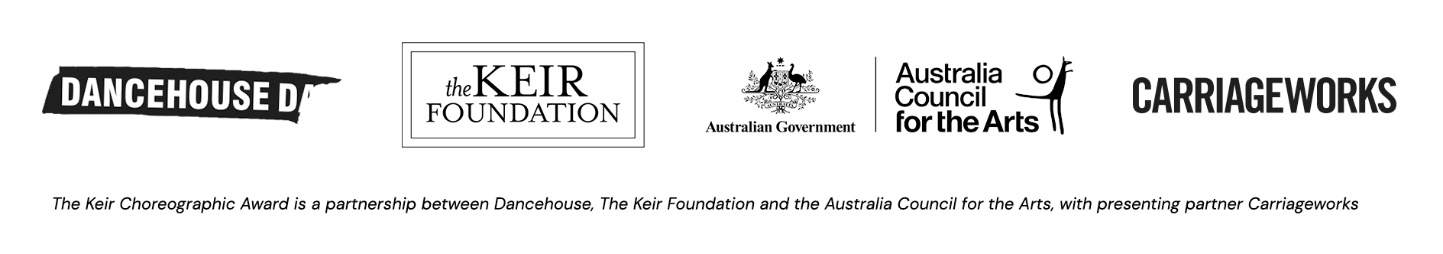 DANCEHOUSE DA
the KEIR
FOUNDATION
Australian Government
Australia
Council
for the Arts
CARRIAGEWORKS
The Keir Choreographic Award is a partnership between Dancehouse, The Keir Foundation and the Australia Council for the Arts, with presenting partner Carriageworks